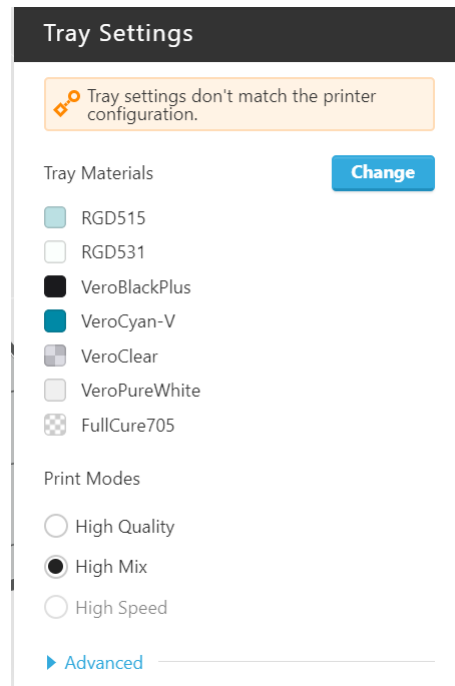 Tray Settings
Tray settings don't match the printer
configuration.
Tray Materials
Change
RGD515
RGD531
VeroBlackPlus
VeroCyan-V
VeroClear
VeroPureWhite
FullCure705
Print Modes
High Quality
High Mix
High Speed
Advanced